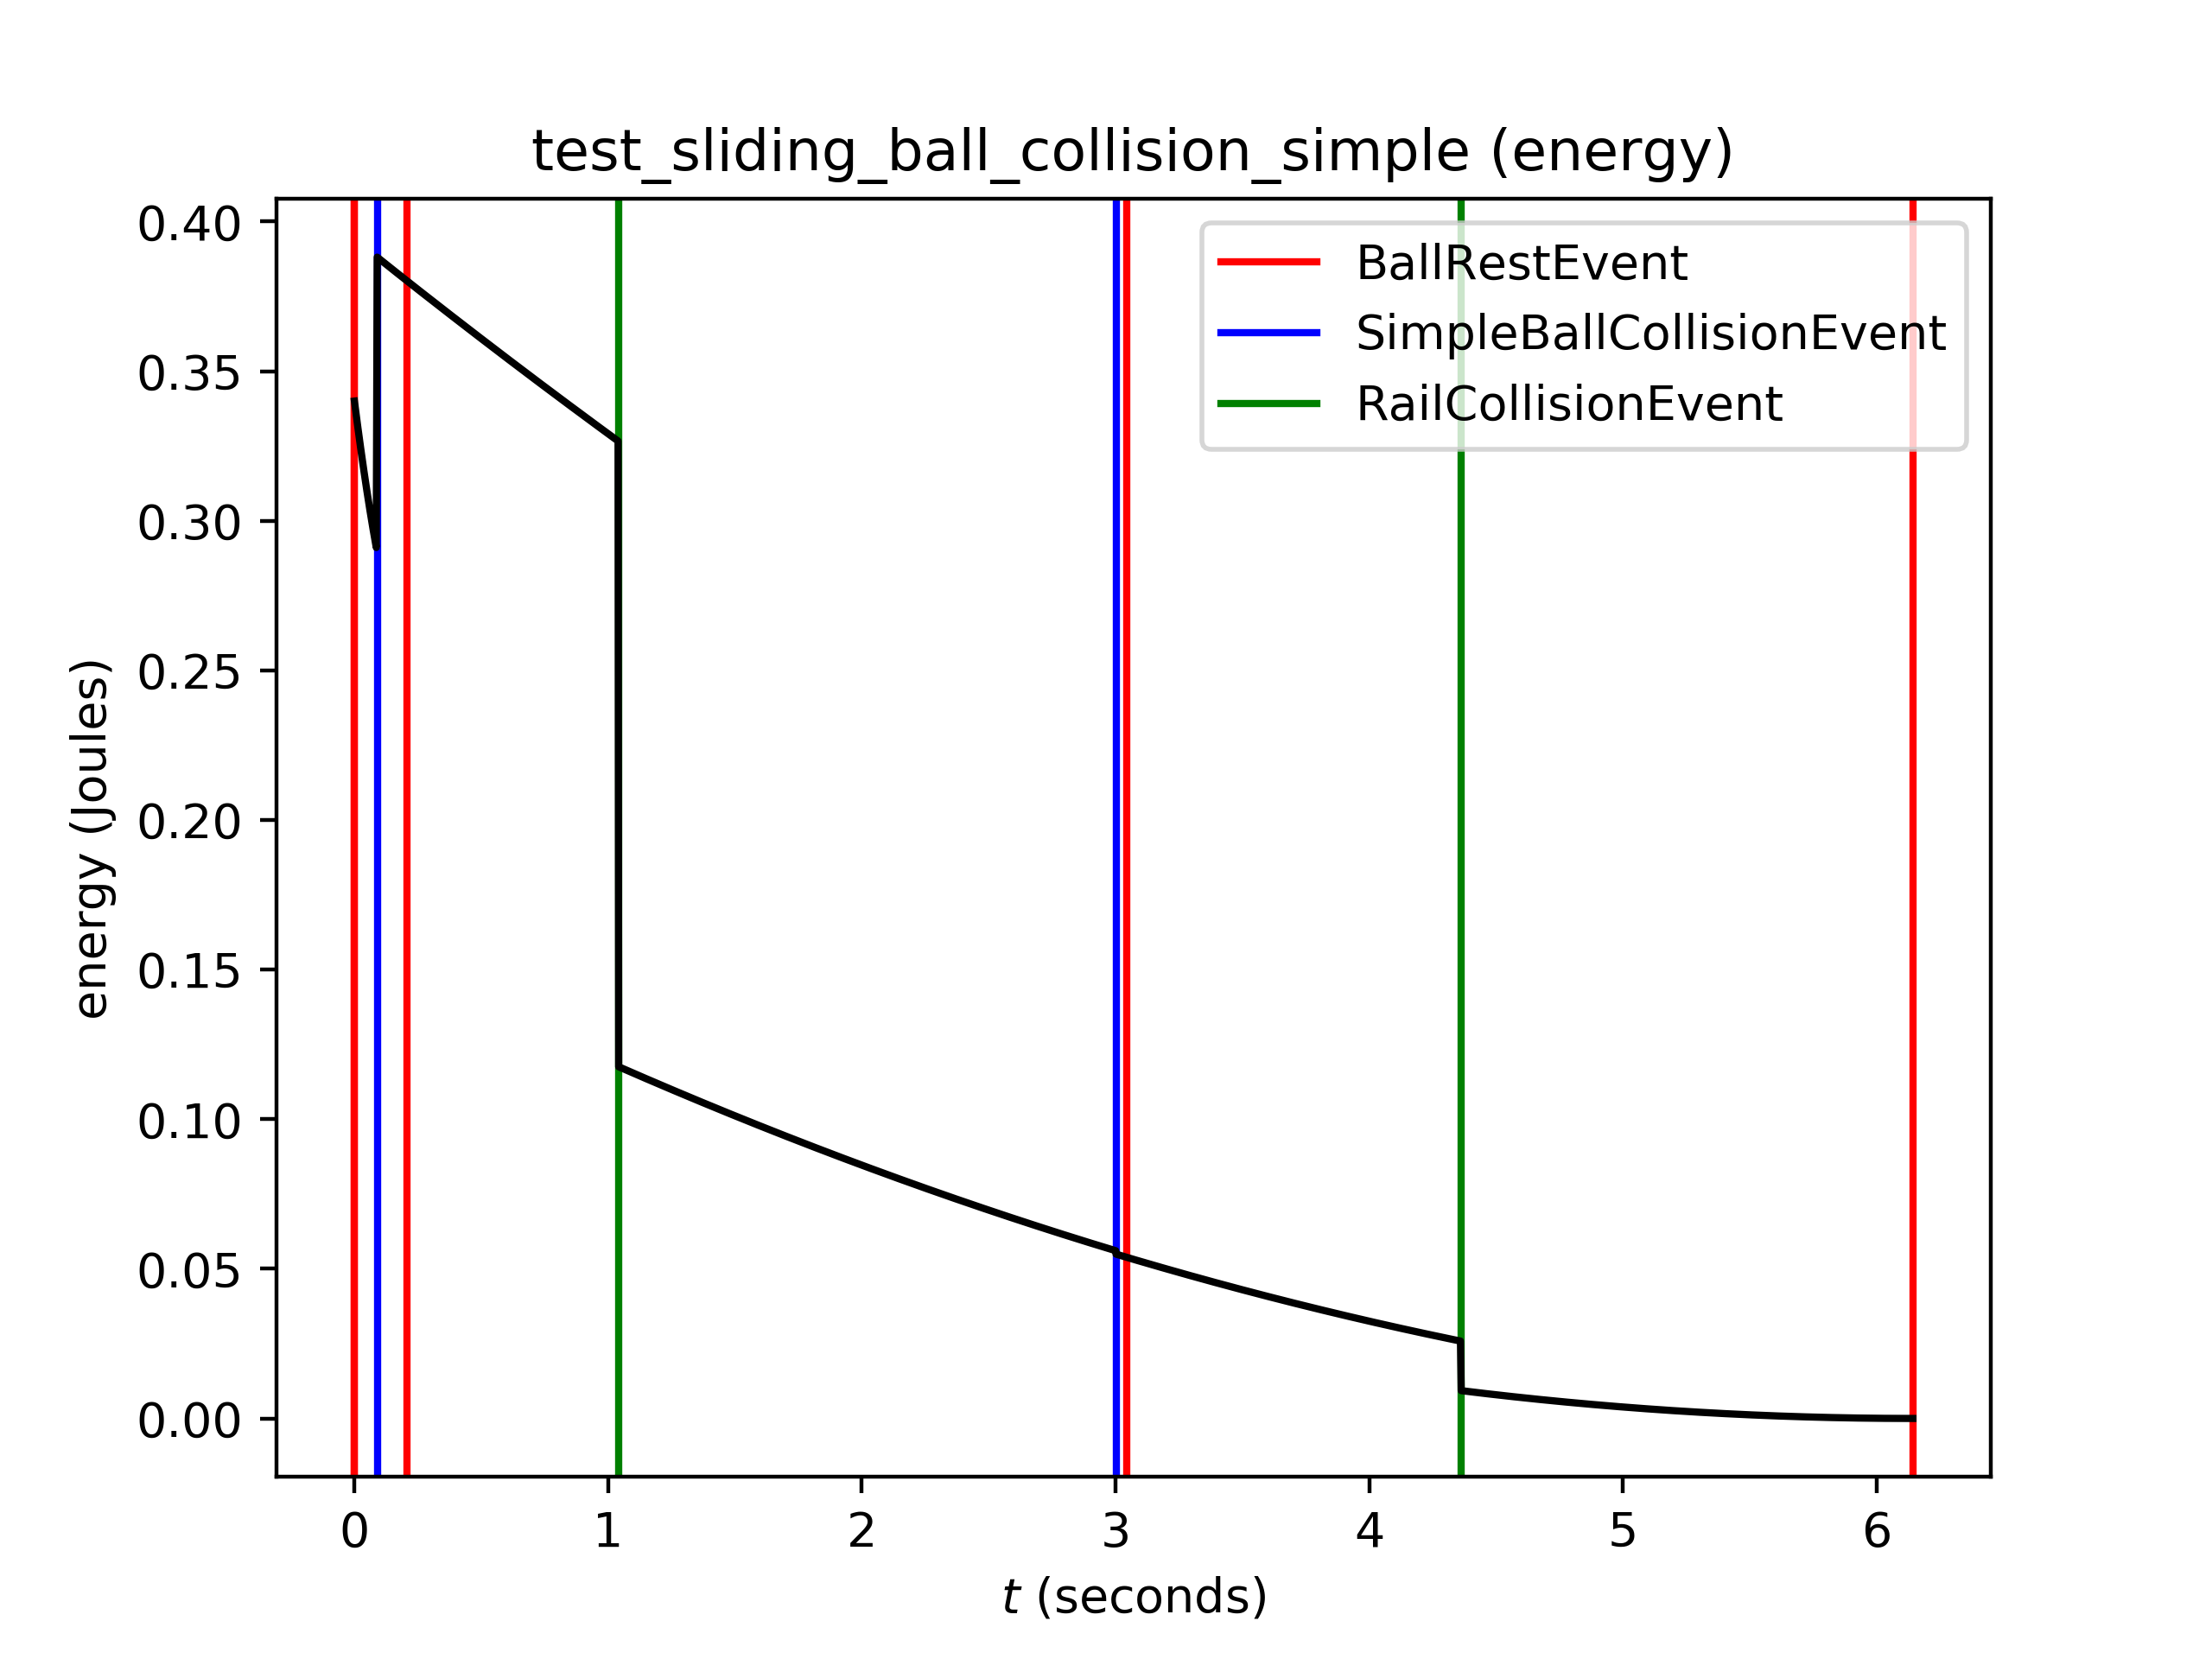 test_sliding_ball_collision_simple (energy)
0.40
0.35
0.30
0.25
0.20
0.15
0.10
0.05
0.00
energy (Joules)
BallRestEvent
SimpleBallCollisionEvent
RailCollisionEvent
0 1 2 3 4 5 6
t (seconds)